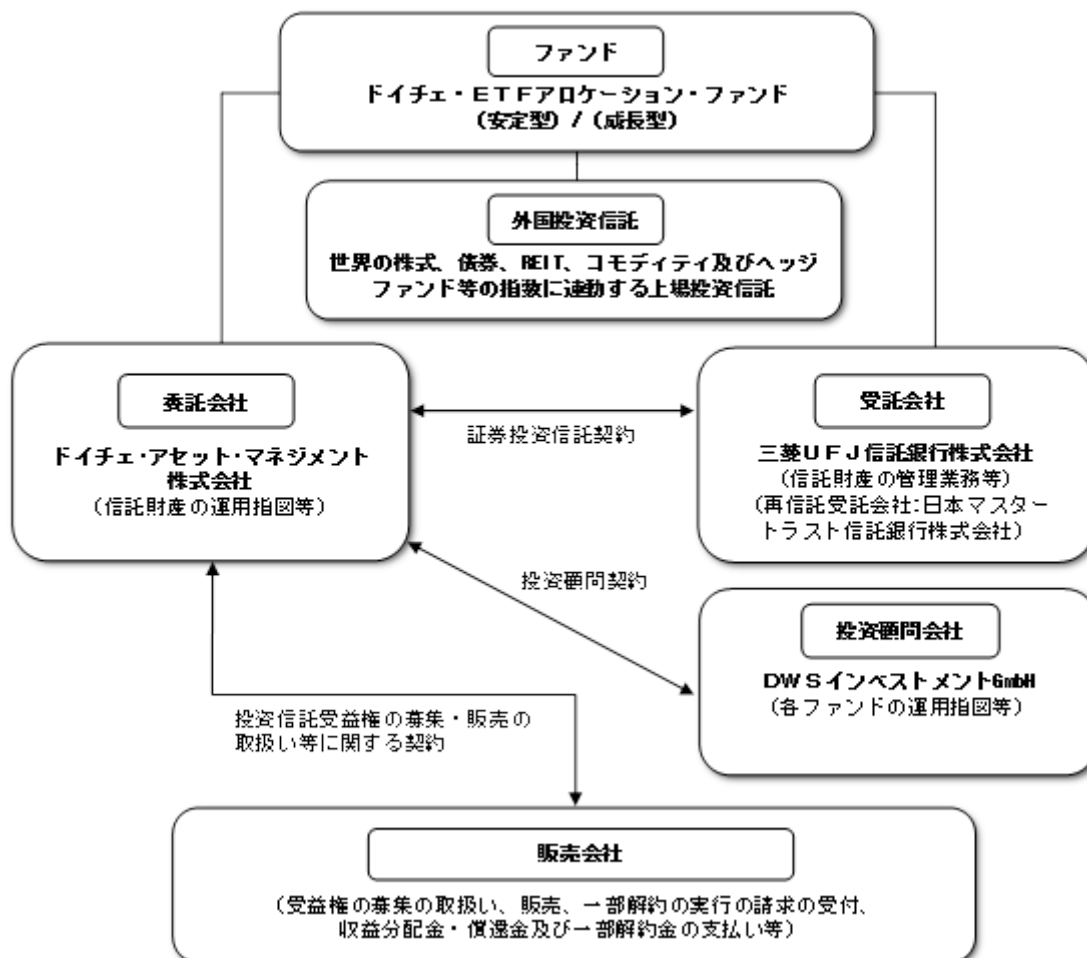 ファンド
ドイチェ・ETFアロケーション・ファンド
(安定型) / (成長型)
外国投資信託
世界の株式、債券、REIT、コモディティ及びヘッジ
ファンド等の指数に連動する上場投資信託
委託会社
ドイチェ・アセット・マネジメント
株式会社
(信託財産の運用指図等)
証券投資信託契約
受託会社
三菱UFJ信託銀行株式会社
(信託財産の管理業務等)
(再信託受託会社:日本マスター
トラスト信託銀行株式会社)
投資顧問契約
投資顧問会社
DWSインベストメントGmbH
(各ファンドの運用指図等)
投資信託受益権の募集・販売の
取扱い等に関する契約
販売会社
(受益権の募集の取扱い、販売、一部解約の実行の請求の受付、
収益分配金・償還金及び一部解約金の支払い等)